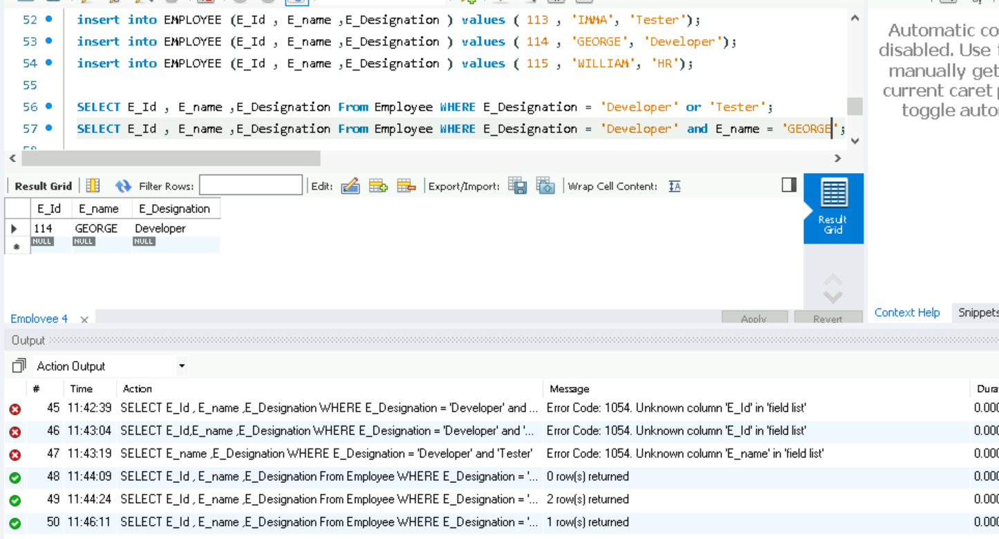 52 insert into EMPLOYEE (E_Id , E_name ,E_Designation ) values ( 113 , 'IMMA', 'Tester');
53 insert into EMPLOYEE (E_Id , E_name ,E_Designation ) values ( 114 , 'GEORGE', 'Developer');
54 insert into EMPLOYEE (E_Id , E_name ,E_Designation ) values ( 115 , 'WILLIAM', 'HR');
55
56 SELECT E_Id , E_name ,E_Designation From Employee WHERE E_Designation = 'Developer' or 'Tester';
57 SELECT E_Id , E_name ,E_Designation From Employee WHERE E_Designation = 'Developer' and E_name = 'GEORGE';
Automatic co
disabled. Use
manually get
current caret
toggle auto
Result Grid Filter Rows: Edit: Export/Import: Wrap Cell Content: IA
E_Id E_name E_Designation
114 GEORGE Developer
NULL NULL NULL
Result
Grid
Employee 4 Apply Revert
Context Help Snippets
Output
Action Output
# Time Action Message Dura
45 11:42:39 SELECT E_Id , E_name ,E_Designation WHERE E_Designation = 'Developer' and ... Error Code: 1054. Unknown column 'E_Id' in 'field list' 0.000
46 11:43:04 SELECT E_Id,E_name ,E_Designation WHERE E_Designation = 'Developer' and '... Error Code: 1054. Unknown column 'E_Id' in 'field list' 0.000
47 11:43:19 SELECT E_name ,E_Designation WHERE E_Designation = 'Developer' and 'Tester' Error Code: 1054. Unknown column 'E_name' in 'field list' 0.000
48 11:44:09 SELECT E_Id , E_name ,E_Designation From Employee WHERE E_Designation = '... 0 row(s) returned 0.000
49 11:44:24 SELECT E_Id , E_name ,E_Designation From Employee WHERE E_Designation = '... 2 row(s) returned 0.000
50 11:46:11 SELECT E_Id , E_name ,E_Designation From Employee WHERE E_Designation = '... 1 row(s) returned 0.000